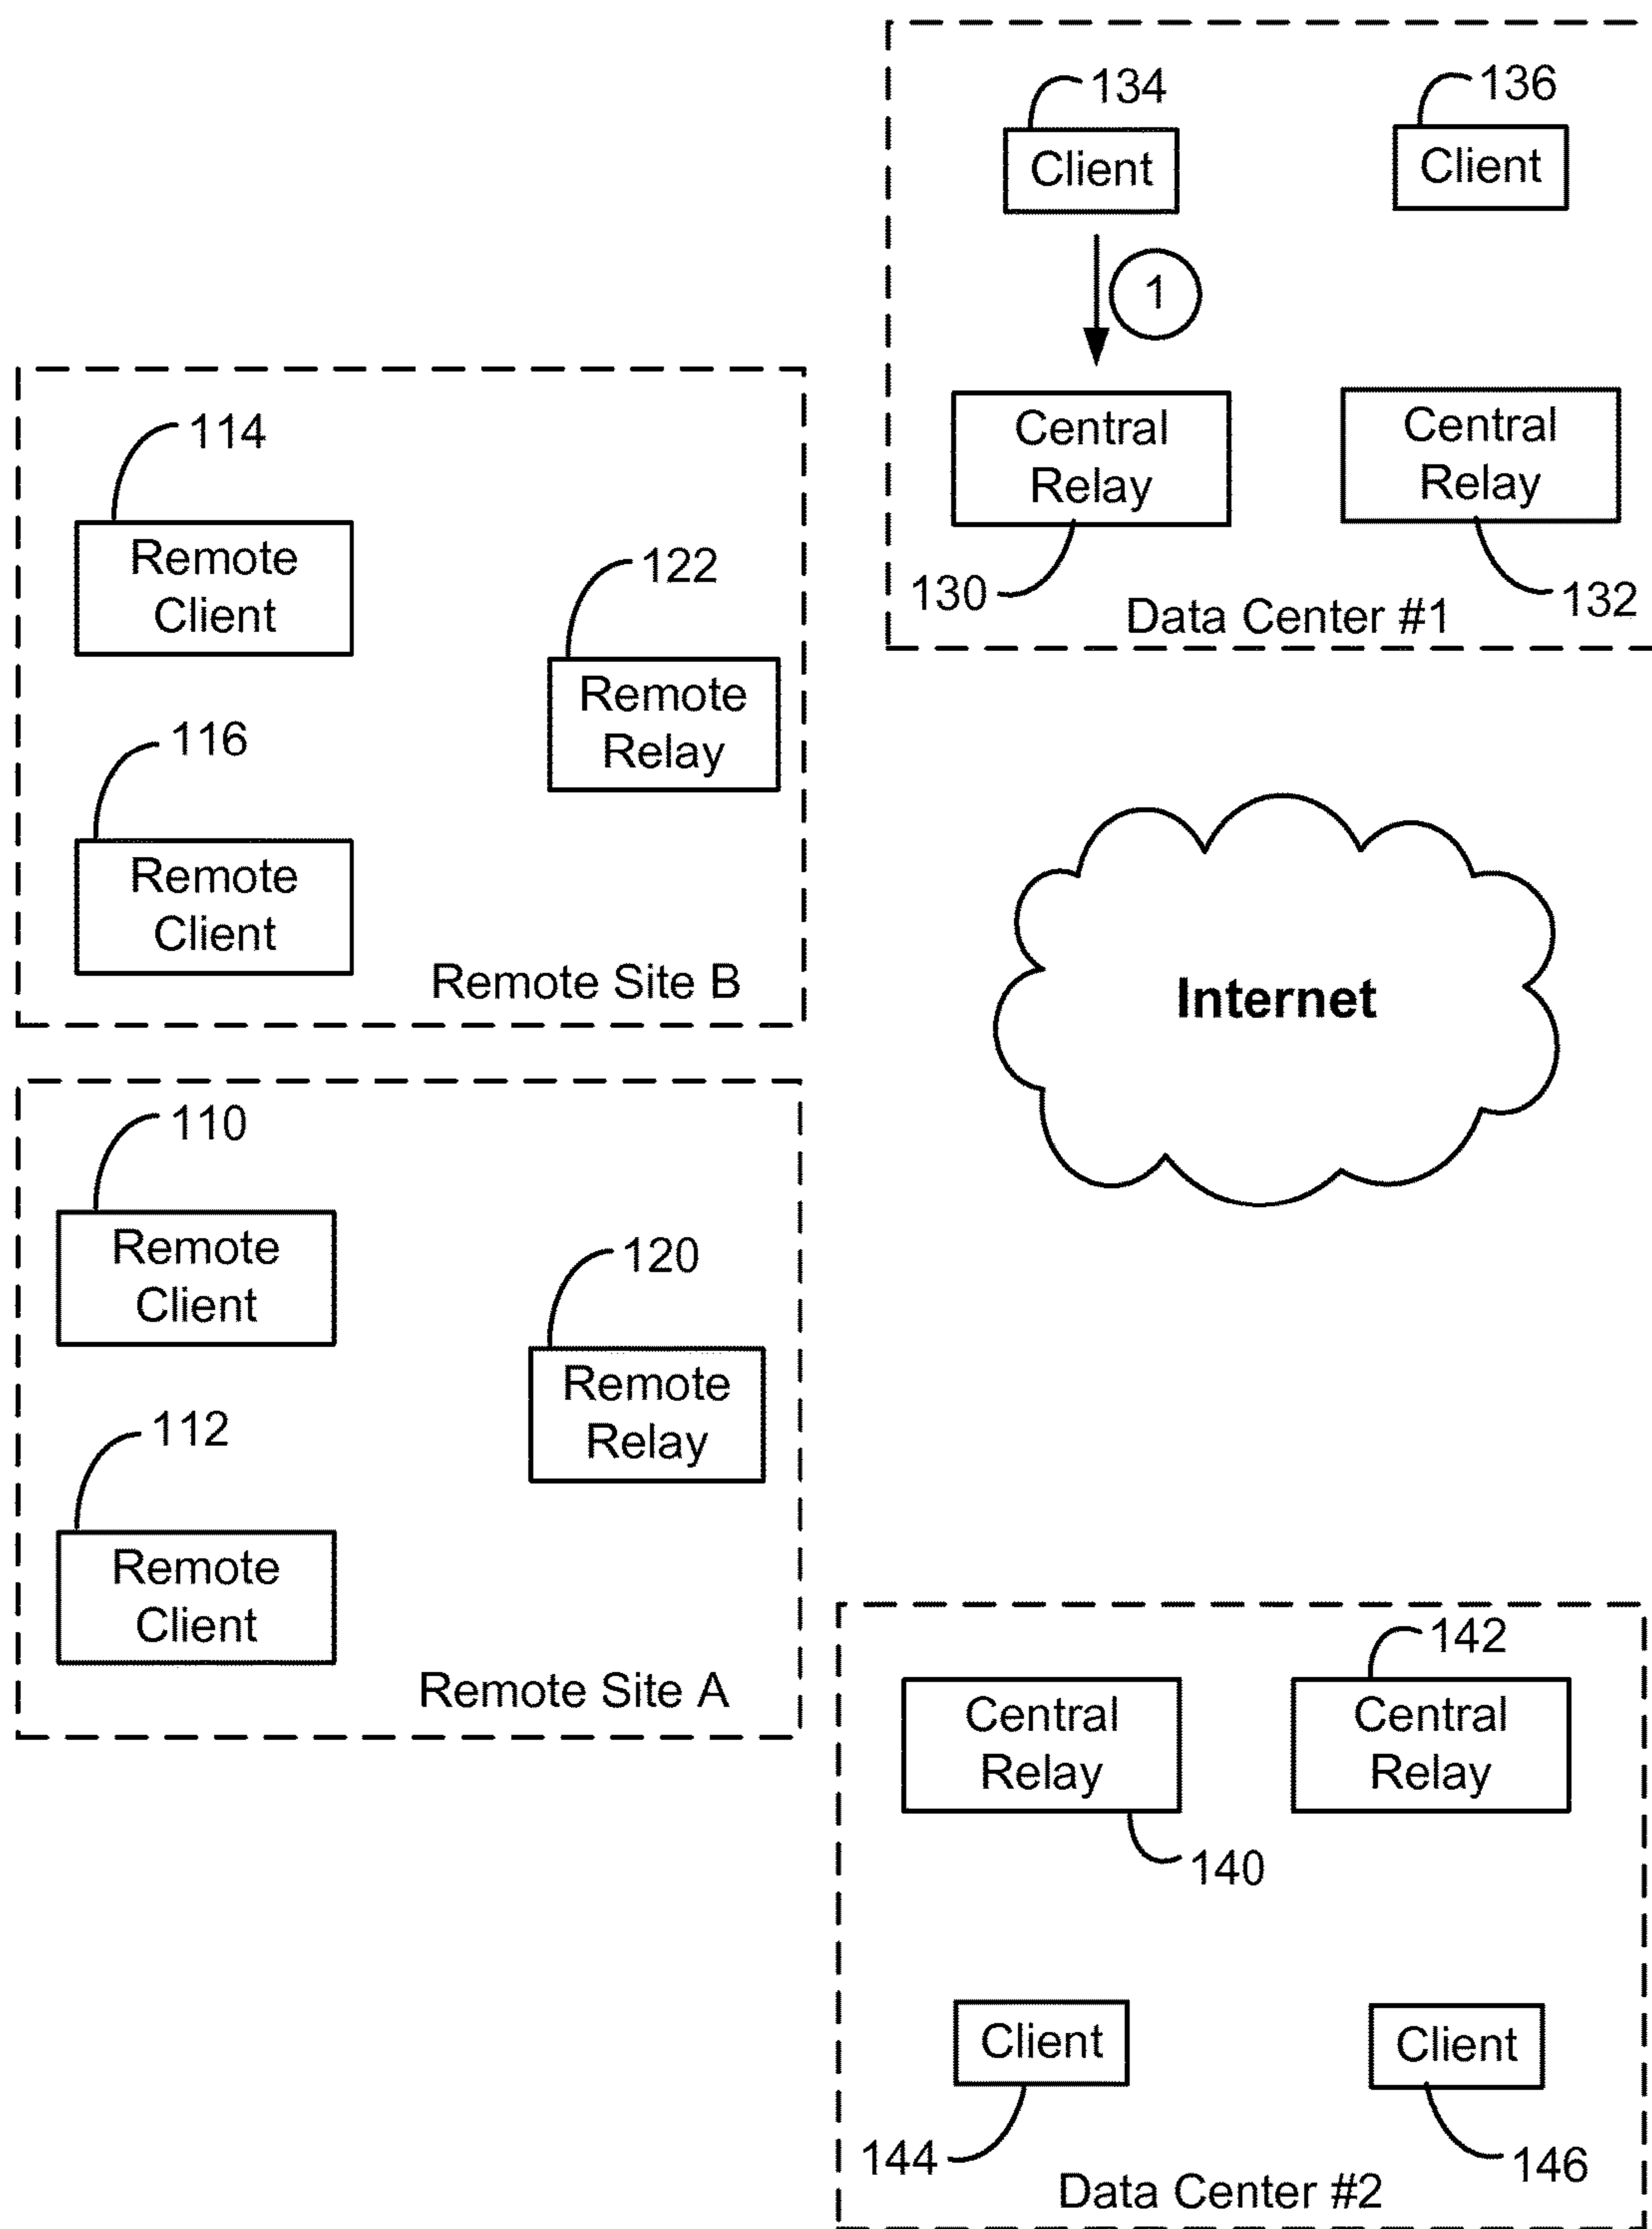 134
136
Client
Client
1
Central
Relay
Central
Relay
130
132
Data Center #1
114
Remote
Client
122
Remote
Relay
116
Remote
Client
Remote Site B
Internet
110
Remote
Client
120
Remote
Relay
112
Remote
Client
Remote Site A
142
Central
Relay
Central
Relay
140
Client
Client
144
146
Data Center #2